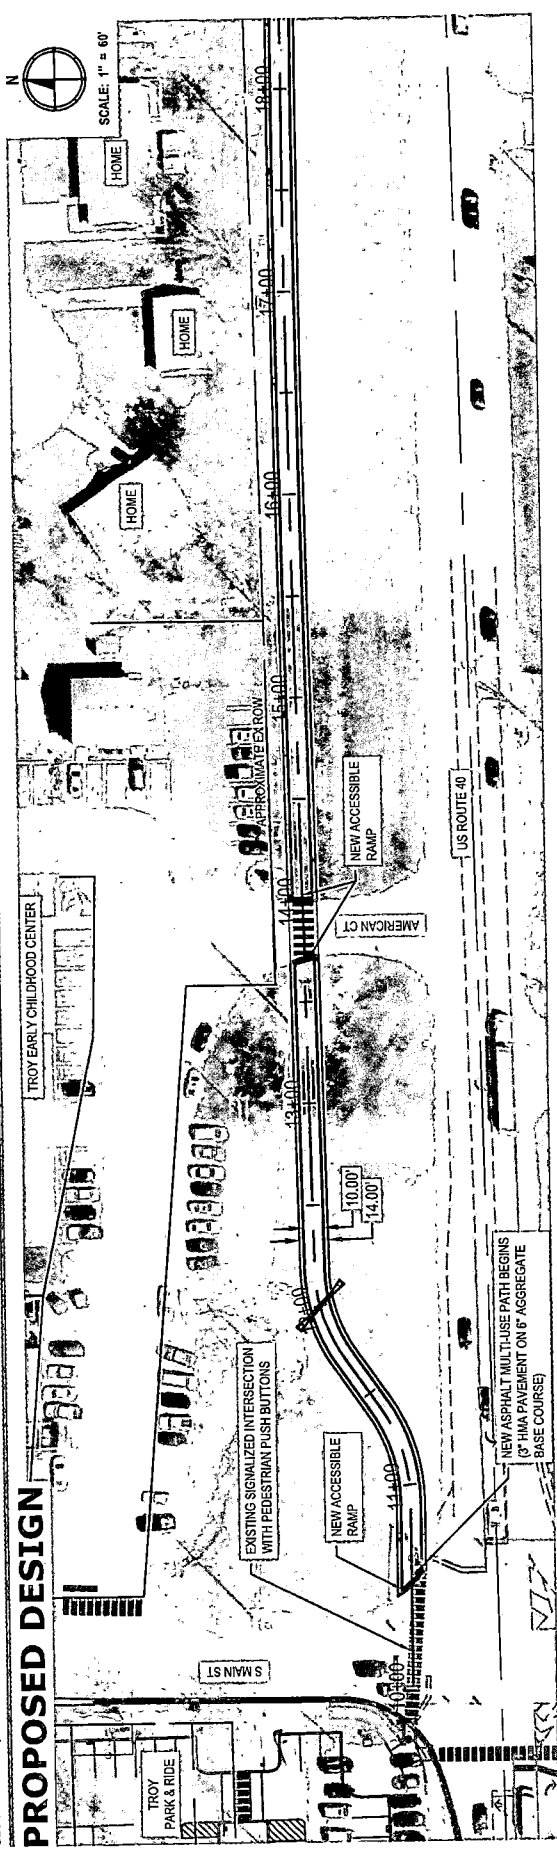 PROPOSED DESIGN
N
SCALE: 1" = 60'
TROY
PARK & RIDE
S MAIN ST
EXISTING SIGNALIZED INTERSECTION
WITH PEDESTRIAN PUSH BUTTONS
NEW ACCESSIBLE
RAMP
NEW ASPHALT MULTI-USE PATH BEGINS
(3" HMA PAVEMENT ON 6" AGGREGATE
BASE COURSE)
10+00
11+00
10.00'
14.00'
13+00
TROY EARLY CHILDHOOD CENTER
AMERICAN CT
14+00
NEW ACCESSIBLE
RAMP
US ROUTE 40
APPROXIMATE EX ROW
15+00
16+00
HOME
HOME
17+00
HOME
18+00